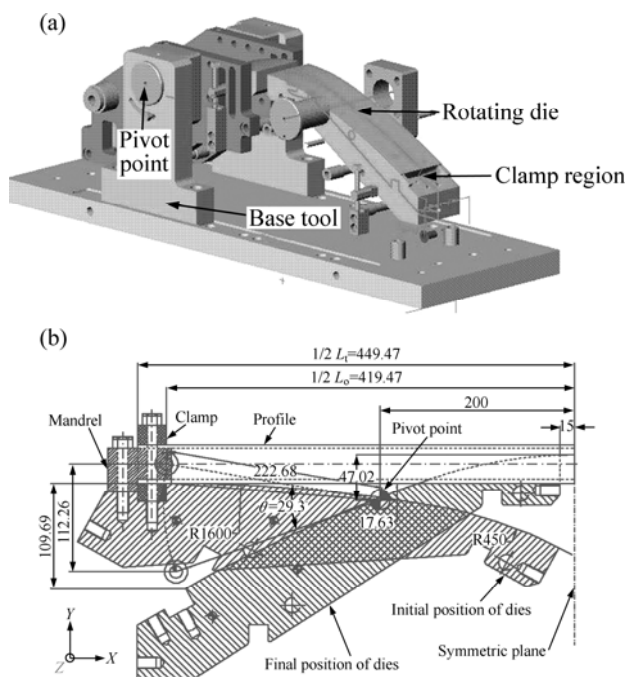 (a)
Rotating die
Pivot
point
Clamp region
Base tool
(b)
1/2 Lt=449.47
1/2 Lo=419.47
200
15
Mandrel
Clamp
Profile
Pivot point
222.68
47.02
θ=29.3
17.63
109.69
112.26
R1600
R450
Initial position of dies
Y
Z
X
Final position of dies
Symmetric plane